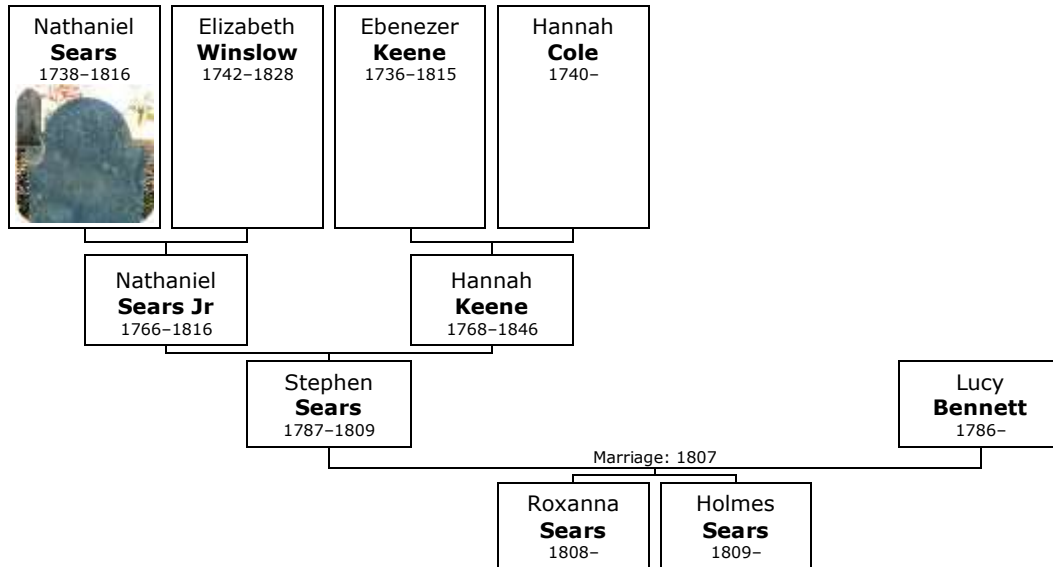 Nathaniel
Sears
1738–1816
Elizabeth
Winslow
1742–1828
Ebenezer
Keene
1736–1815
Hannah
Cole
1740–
Nathaniel
Sears Jr
1766–1816
Hannah
Keene
1768–1846
Stephen
Sears
1787–1809
Lucy
Bennett
1786–
Marriage: 1807
Roxanna
Sears
1808–
Holmes
Sears
1809–